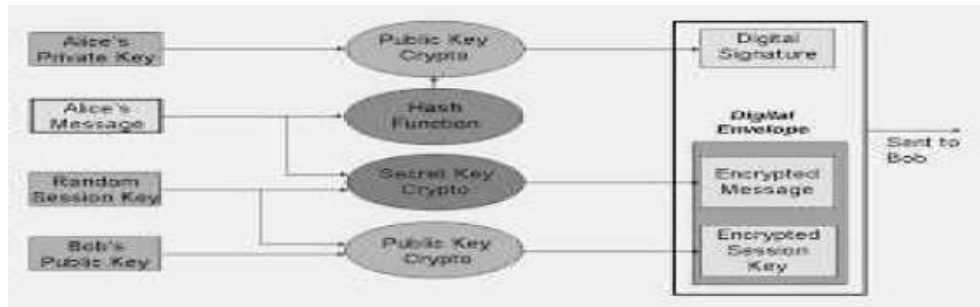 Alice's
Private Key
Public Key
Crypto
Digital
Signature
Alice's
Message
Hash
Function
Digital
Envelope
Sent to
Bob
Random
Session Key
Secret Key
Crypto
Encrypted
Message
Bob's
Public Key
Public Key
Crypto
Encrypted
Session
Key